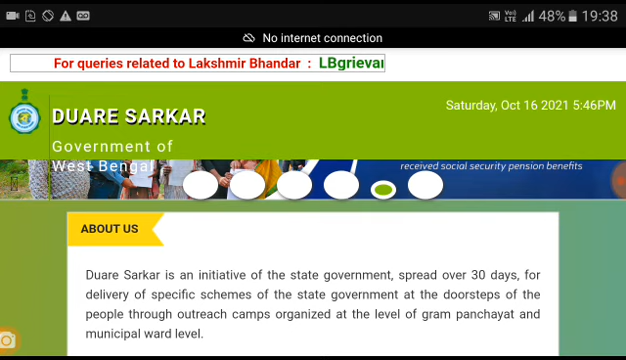 48% 19:38
No internet connection
For queries related to Lakshmir Bhandar :
DUARE SARKAR
Saturday, Oct 16 2021 5:46PM
Government of
West Bengal
received social security pension benefits
ABOUT US
Duare Sarkar is an initiative of the state government, spread over 30 days, for
delivery of specific schemes of the state government at the doorsteps of the
people through outreach camps organized at the level of gram panchayat and
municipal ward level.